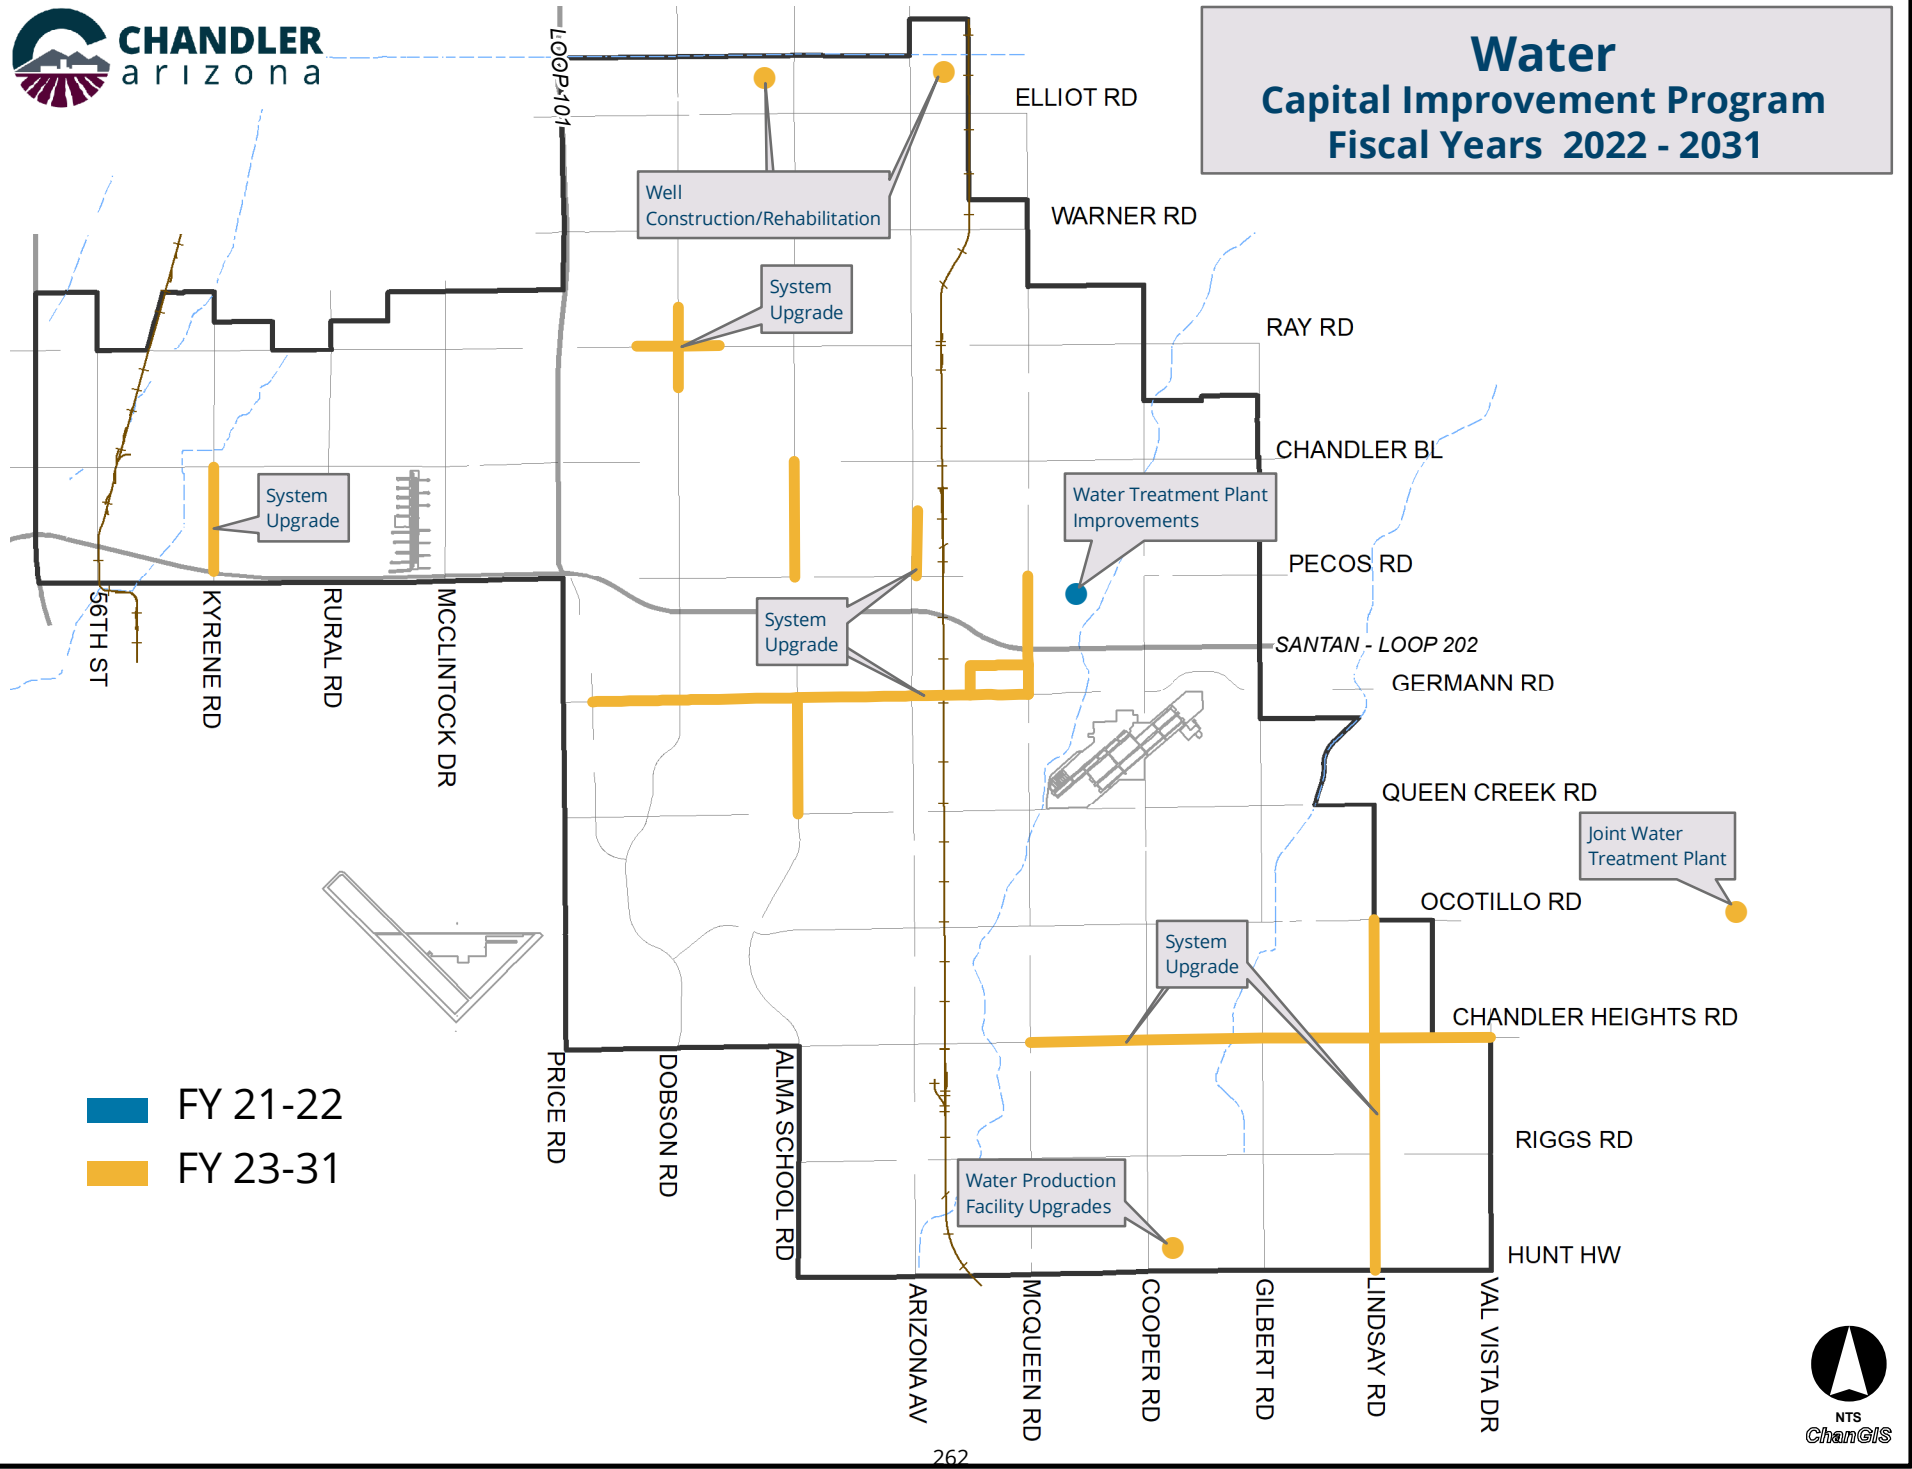 CHANDLER
arizona
Water
Capital Improvement Program
Fiscal Years 2022 - 2031
LOOP 101
ELLIOT RD
Well
Construction/Rehabilitation
WARNER RD
System
Upgrade
RAY RD
CHANDLER BL
System
Upgrade
Water Treatment Plant
Improvements
PECOS RD
System
Upgrade
SANTAN - LOOP 202
GERMANN RD
56TH ST
KYRENE RD
RURAL RD
MCCLINTOCK DR
QUEEN CREEK RD
Joint Water
Treatment Plant
OCOTILLO RD
System
Upgrade
CHANDLER HEIGHTS RD
PRICE RD
DOBSON RD
ALMA SCHOOL RD
FY 21-22
FY 23-31
RIGGS RD
Water Production
Facility Upgrades
HUNT HW
ARIZONA AV
MCQUEEN RD
COOPER RD
GILBERT RD
LINDSAY RD
VAL VISTA DR
NTS
ChanGIS
262